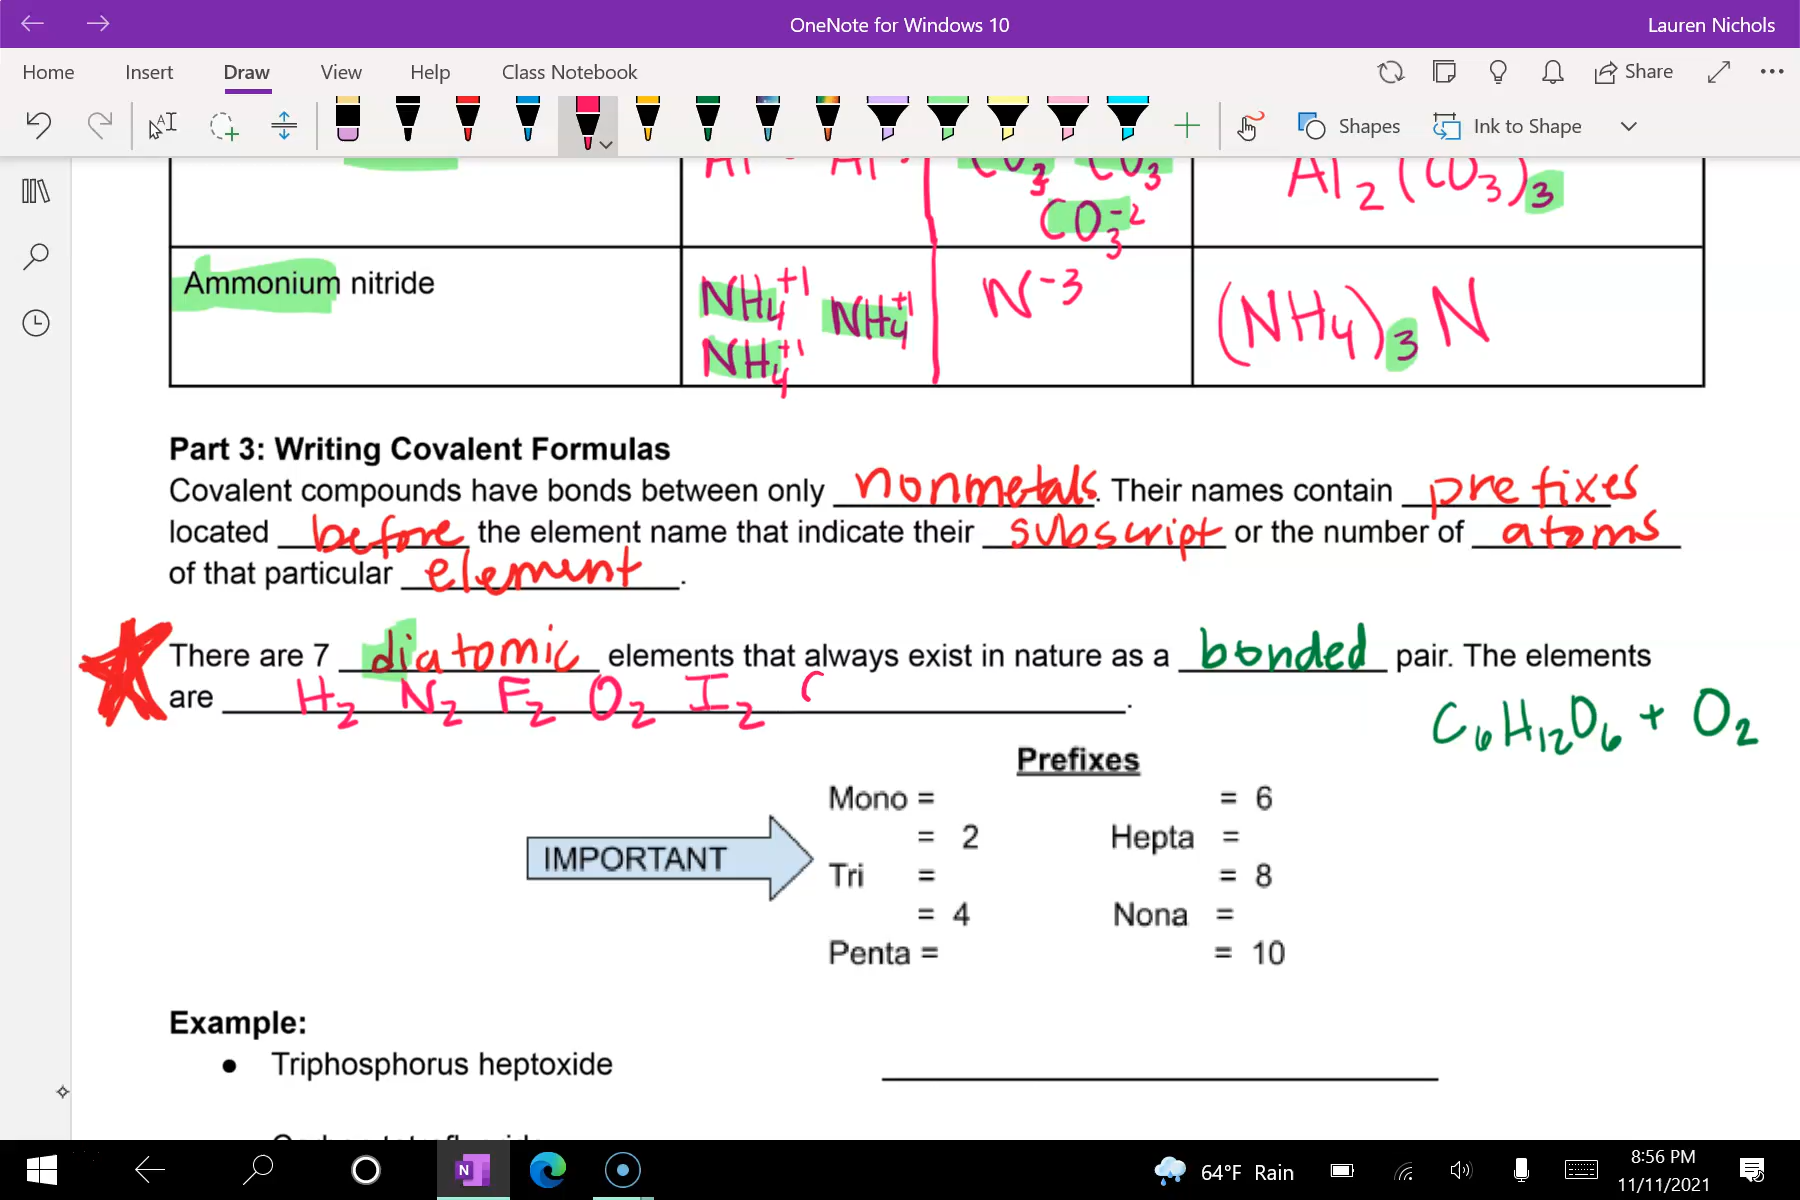 OneNote for Windows 10
Lauren Nichols
Home Insert Draw View Help Class Notebook Share
Shapes Ink to Shape
Al Al CO3 CO3 Al2(CO3)3
CO3-2
Ammonium nitride NH4+1 NH4+1 N-3 (NH4)3N
NH4+1
Part 3: Writing Covalent Formulas
Covalent compounds have bonds between only nonmetals. Their names contain prefixes
located before the element name that indicate their subscript or the number of atoms
of that particular element.
There are 7 diatomic elements that always exist in nature as a bonded pair. The elements
are H2 N2 F2 O2 I2 C.
C6H12O6 + O2
Prefixes
Mono = = 6
= 2 Hepta =
IMPORTANT
Tri = = 8
= 4 Nona =
Penta = = 10
Example:
• Triphosphorus heptoxide
64°F Rain
8:56 PM
11/11/2021